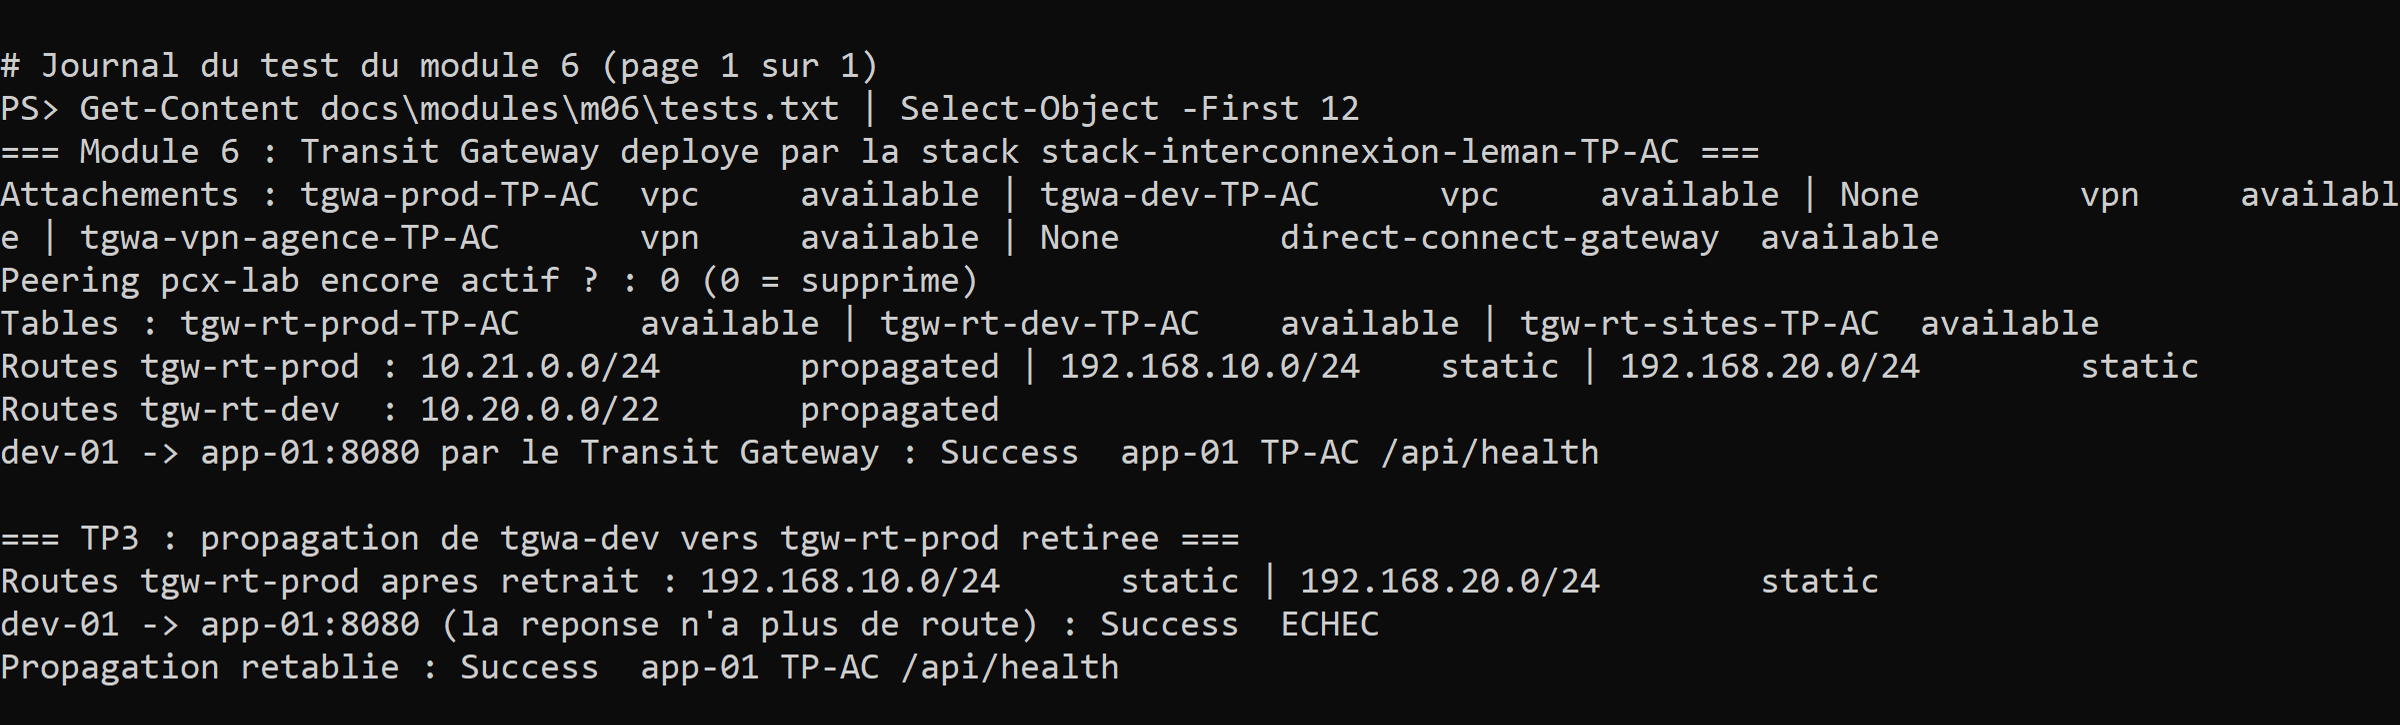 # Journal du test du module 6 (page 1 sur 1)
PS> Get-Content docs\modules\m06\tests.txt | Select-Object -First 12
=== Module 6 : Transit Gateway deploye par la stack stack-interconnexion-leman-TP-AC ===
Attachements : tgwa-prod-TP-AC  vpc     available | tgwa-dev-TP-AC      vpc     available | None        vpn     availabl
e | tgwa-vpn-agence-TP-AC       vpn     available | None        direct-connect-gateway  available
Peering pcx-lab encore actif ? : 0 (0 = supprime)
Tables : tgw-rt-prod-TP-AC      available | tgw-rt-dev-TP-AC    available | tgw-rt-sites-TP-AC  available
Routes tgw-rt-prod : 10.21.0.0/24       propagated | 192.168.10.0/24    static | 192.168.20.0/24        static
Routes tgw-rt-dev  : 10.20.0.0/22       propagated
dev-01 -> app-01:8080 par le Transit Gateway : Success  app-01 TP-AC /api/health
=== TP3 : propagation de tgwa-dev vers tgw-rt-prod retiree ===
Routes tgw-rt-prod apres retrait : 192.168.10.0/24      static | 192.168.20.0/24        static
dev-01 -> app-01:8080 (la reponse n'a plus de route) : Success  ECHEC
Propagation retablie : Success  app-01 TP-AC /api/health